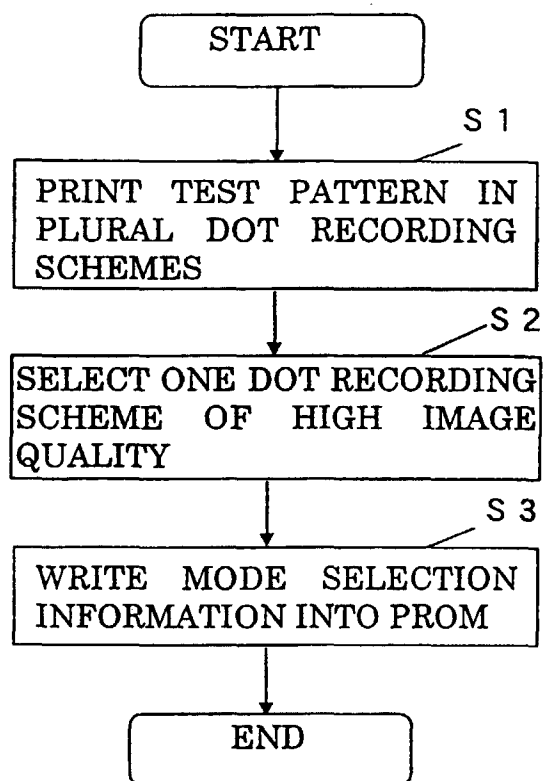 START
S 1
PRINT TEST PATTERN IN
PLURAL DOT RECORDING
SCHEMES
S 2
SELECT ONE DOT RECORDING
SCHEME OF HIGH IMAGE
QUALITY
S 3
WRITE MODE SELECTION
INFORMATION INTO PROM
END